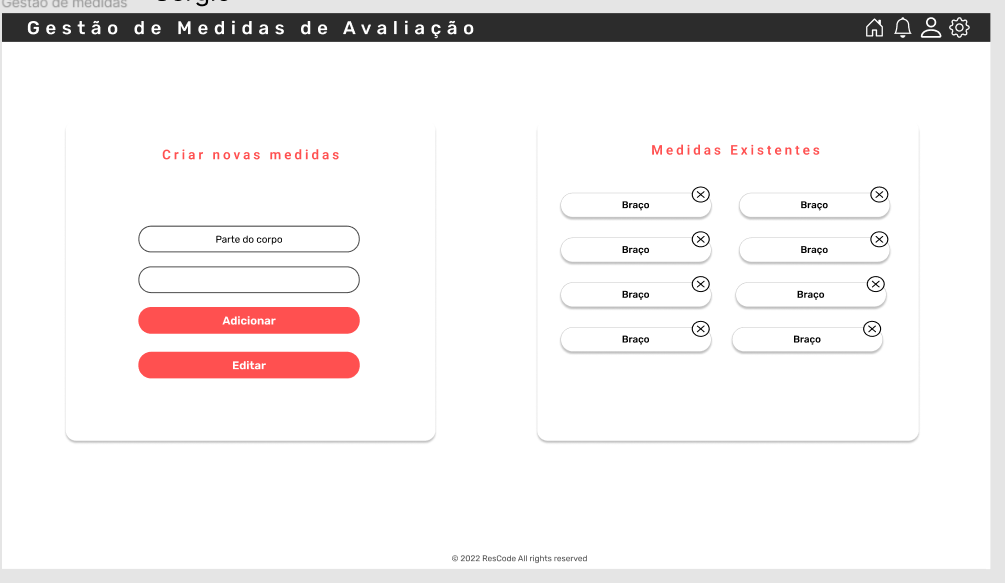 Gestão de medidas
Sérgio
Gestão de Medidas de Avaliação
Criar novas medidas
Parte do corpo
Adicionar
Editar
Medidas Existentes
Braço Braço
Braço Braço
Braço Braço
Braço Braço
© 2022 ResCode All rights reserved